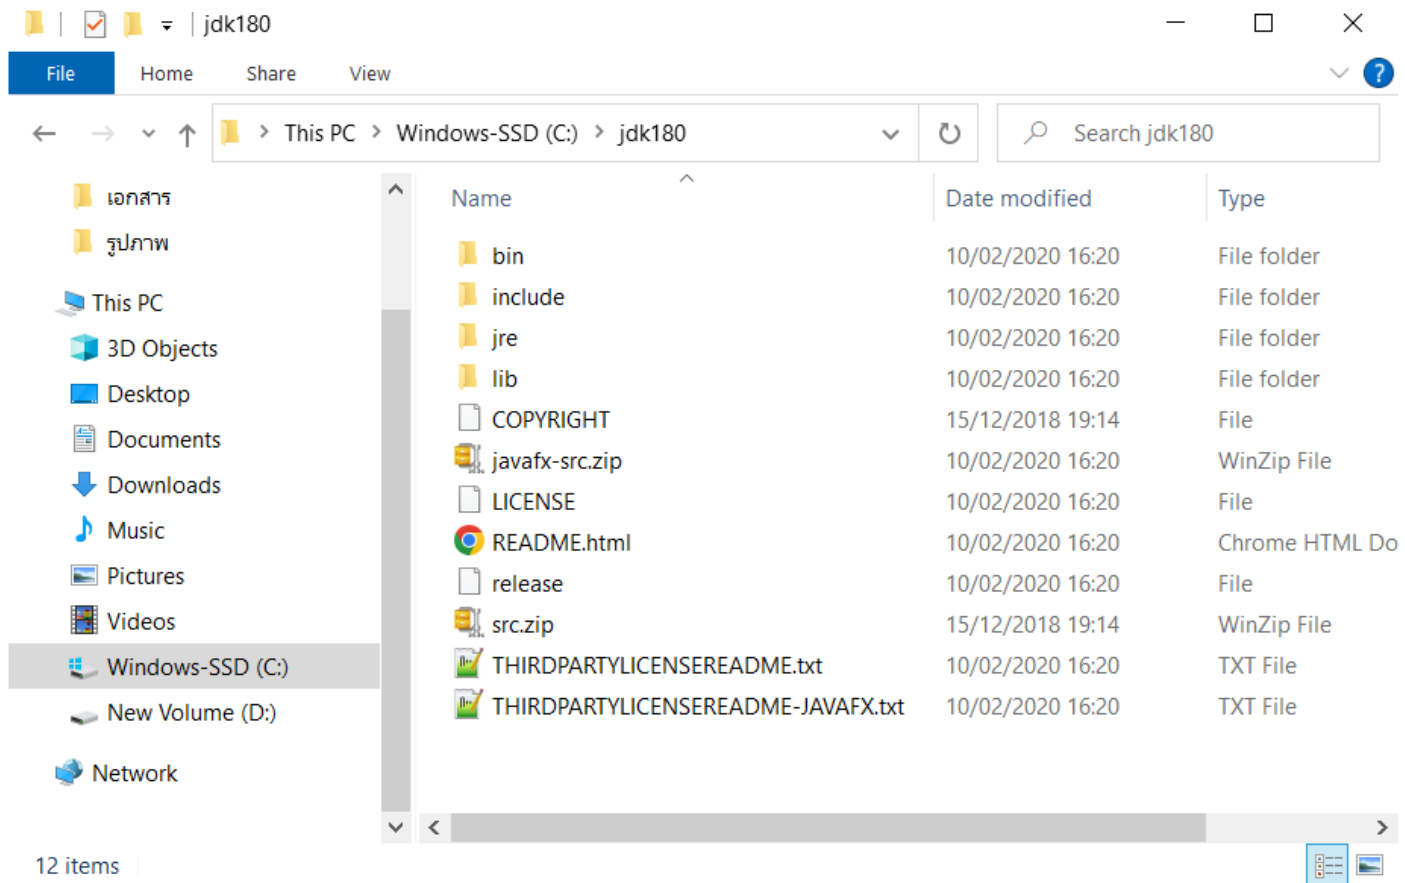 jdk180
File Home Share View
This PC Windows-SSD (C:) jdk180
Search jdk180
เอกสาร
รูปภาพ
This PC
3D Objects
Desktop
Documents
Downloads
Music
Pictures
Videos
Windows-SSD (C:)
New Volume (D:)
Network
Name Date modified Type
bin 10/02/2020 16:20 File folder
include 10/02/2020 16:20 File folder
jre 10/02/2020 16:20 File folder
lib 10/02/2020 16:20 File folder
COPYRIGHT 15/12/2018 19:14 File
javafx-src.zip 10/02/2020 16:20 WinZip File
LICENSE 10/02/2020 16:20 File
README.html 10/02/2020 16:20 Chrome HTML Do
release 10/02/2020 16:20 File
src.zip 15/12/2018 19:14 WinZip File
THIRDPARTYLICENSEREADME.txt 10/02/2020 16:20 TXT File
THIRDPARTYLICENSEREADME-JAVAFX.txt 10/02/2020 16:20 TXT File
12 items